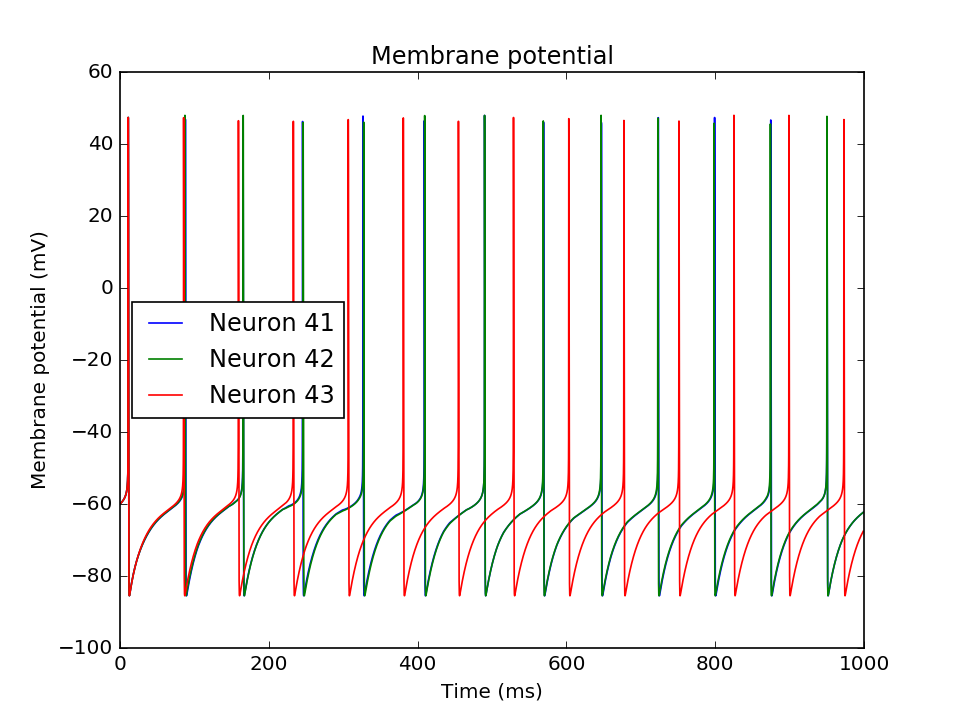 Membrane potential
60
40
20
0
−20
−40
−60
−80
−100
Membrane potential (mV)
Neuron 41
Neuron 42
Neuron 43
0 200 400 600 800 1000
Time (ms)